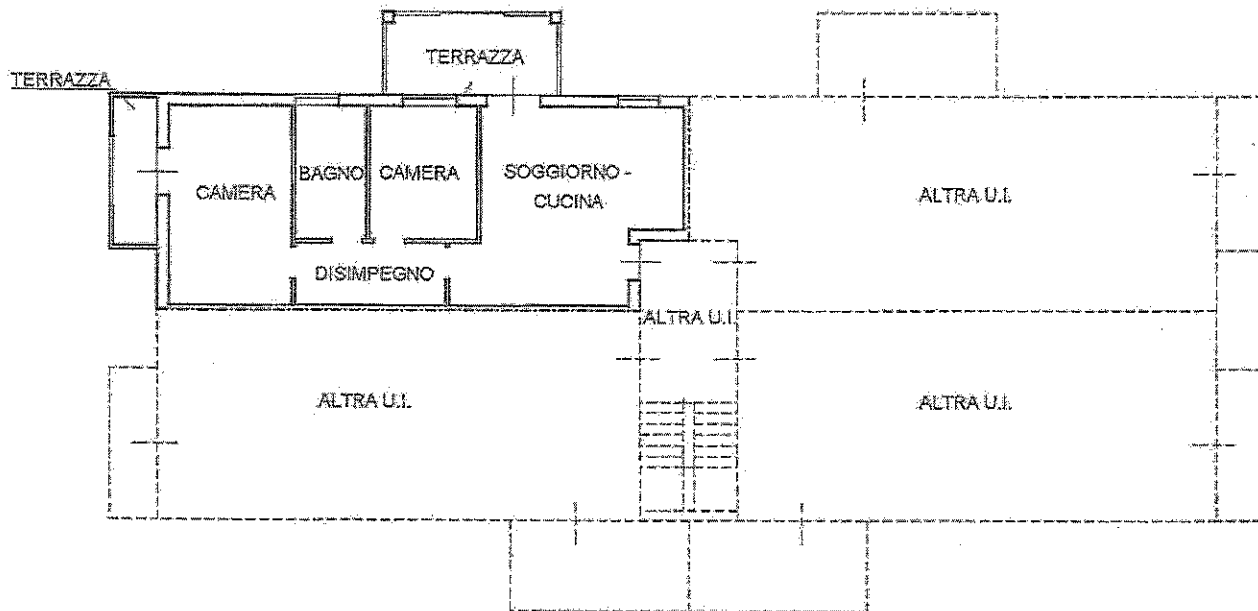 TERRAZZA
TERRAZZA
CAMERA
BAGNO
CAMERA
SOGGIORNO -
CUCINA
ALTRA U.I.
DISIMPEGNO
ALTRA U.I.
ALTRA U.I.
ALTRA U.I.